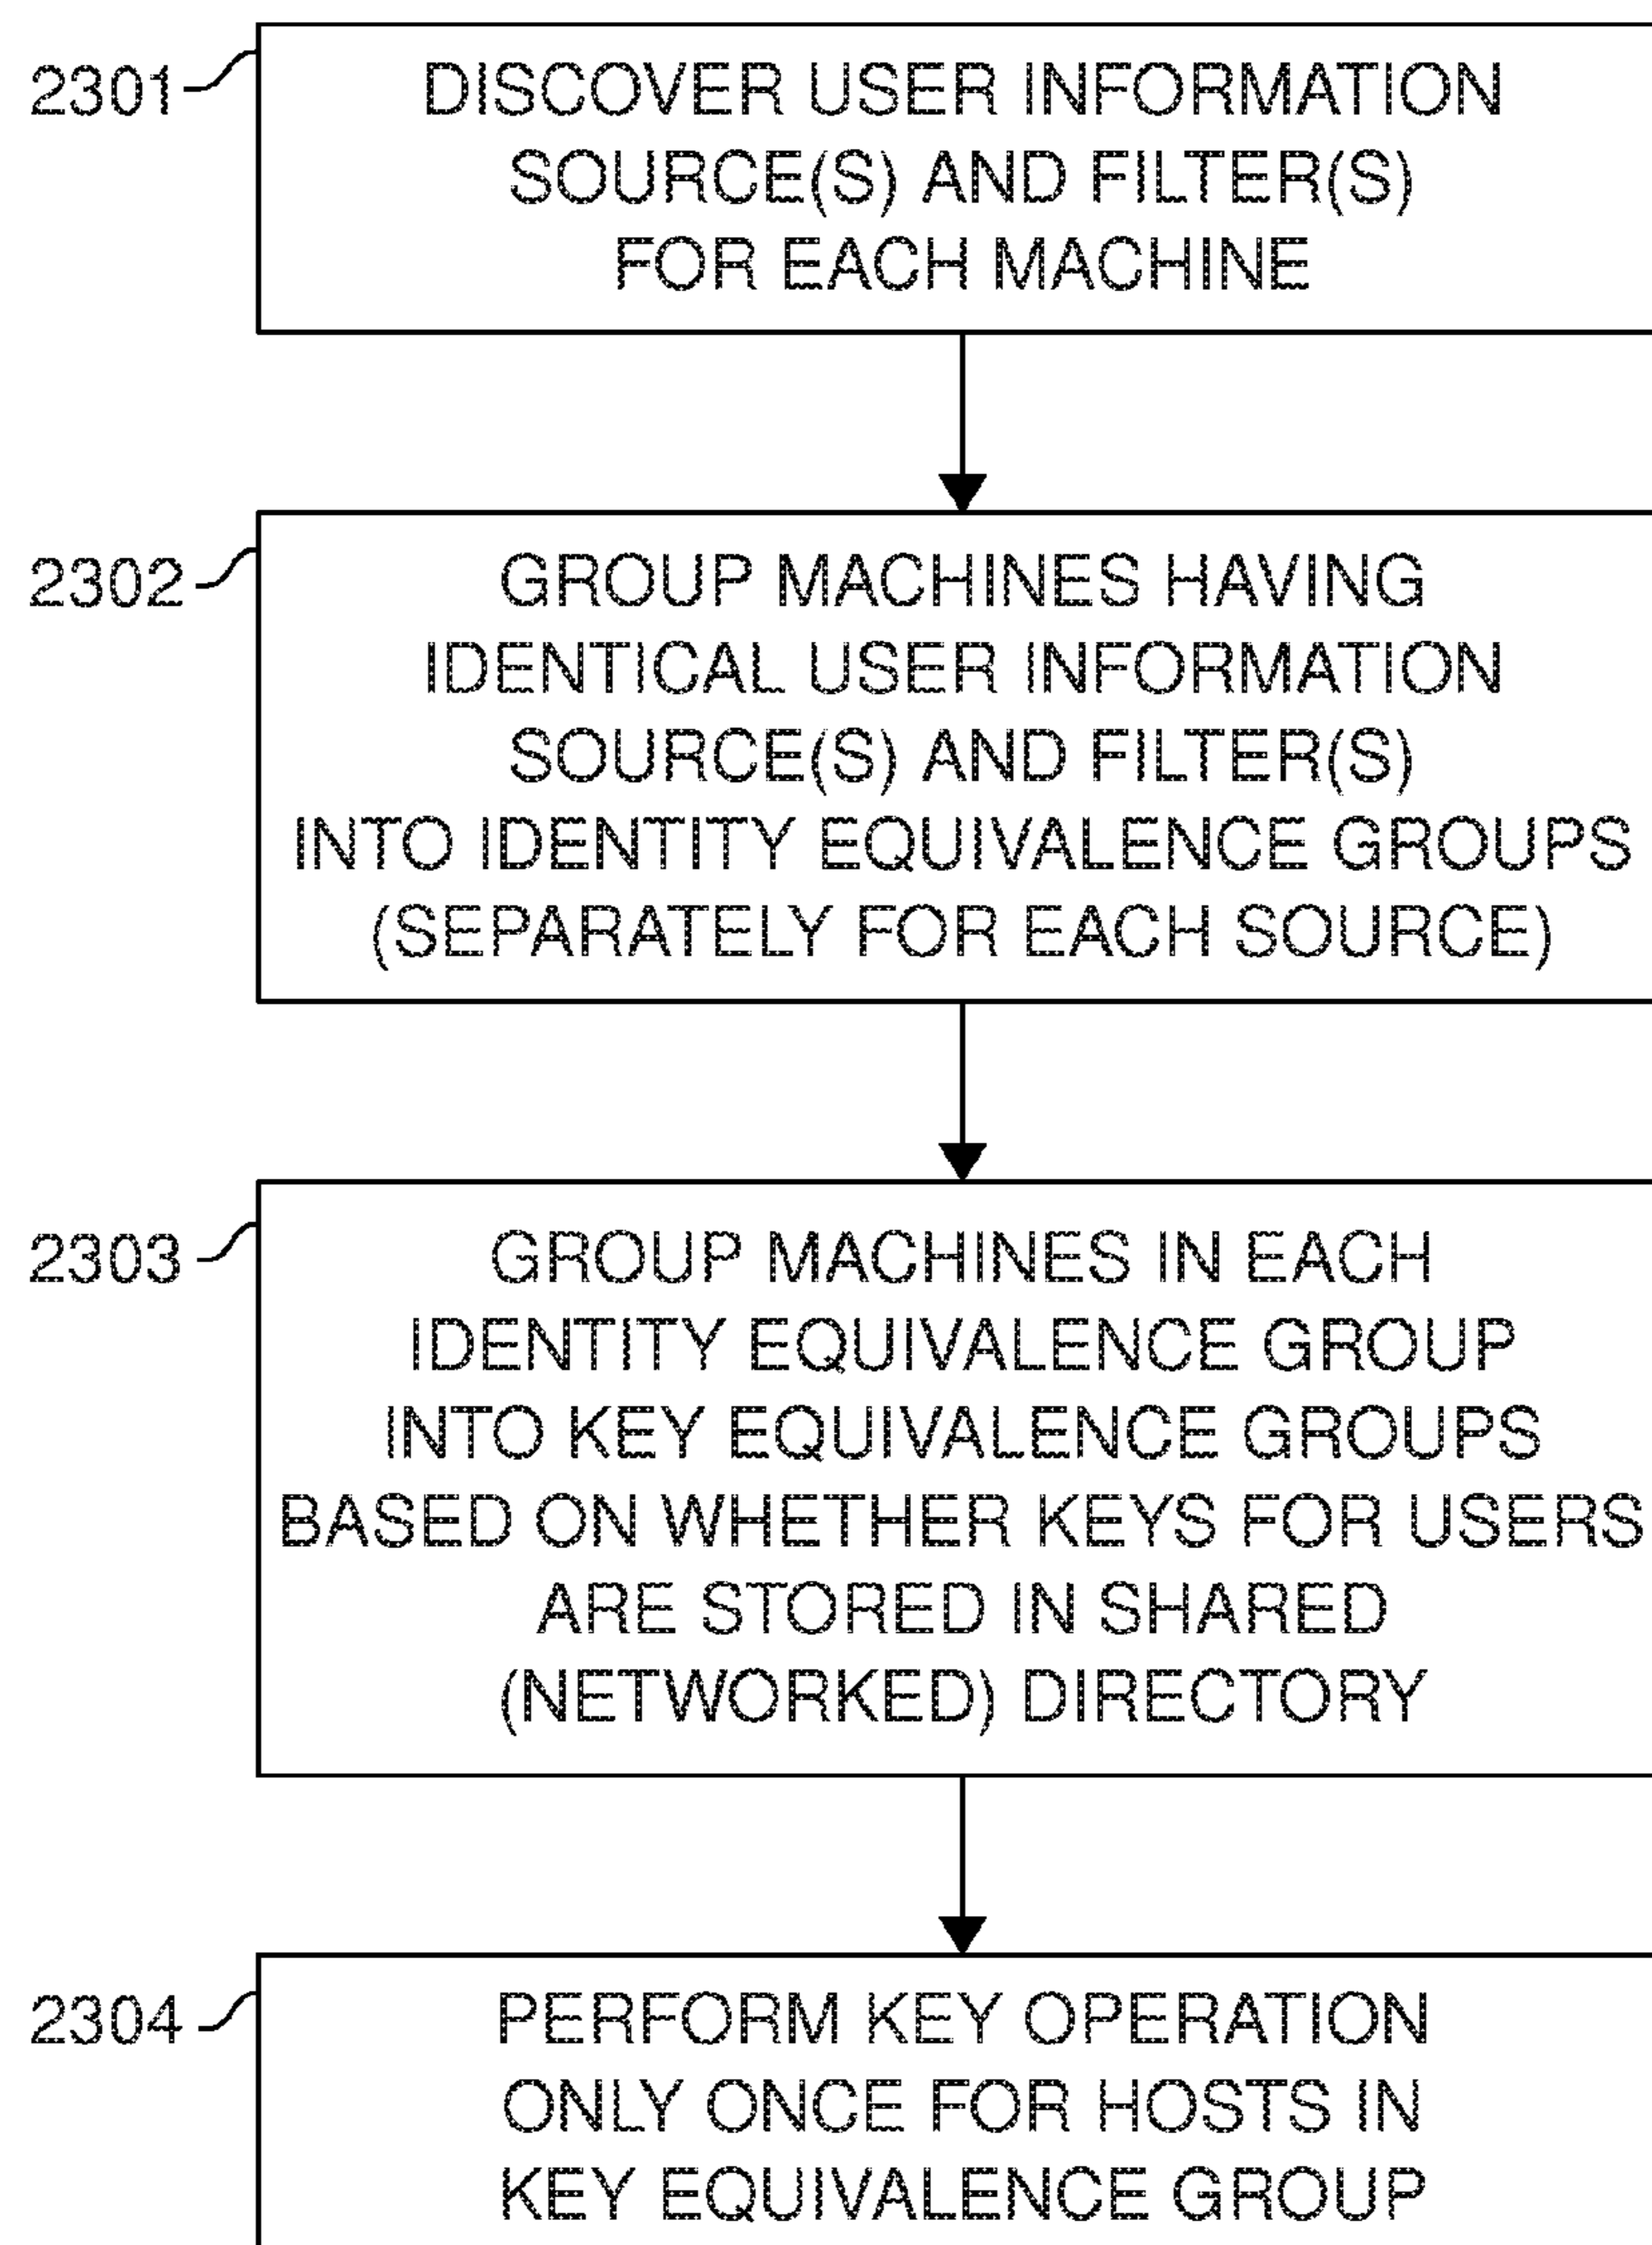 2301
DISCOVER USER INFORMATION
SOURCE(S) AND FILTER(S)
FOR EACH MACHINE
2302
GROUP MACHINES HAVING
IDENTICAL USER INFORMATION
SOURCE(S) AND FILTER(S)
INTO IDENTITY EQUIVALENCE GROUPS
(SEPARATELY FOR EACH SOURCE)
2303
GROUP MACHINES IN EACH
IDENTITY EQUIVALENCE GROUP
INTO KEY EQUIVALENCE GROUPS
BASED ON WHETHER KEYS FOR USERS
ARE STORED IN SHARED
(NETWORKED) DIRECTORY
2304
PERFORM KEY OPERATION
ONLY ONCE FOR HOSTS IN
KEY EQUIVALENCE GROUP